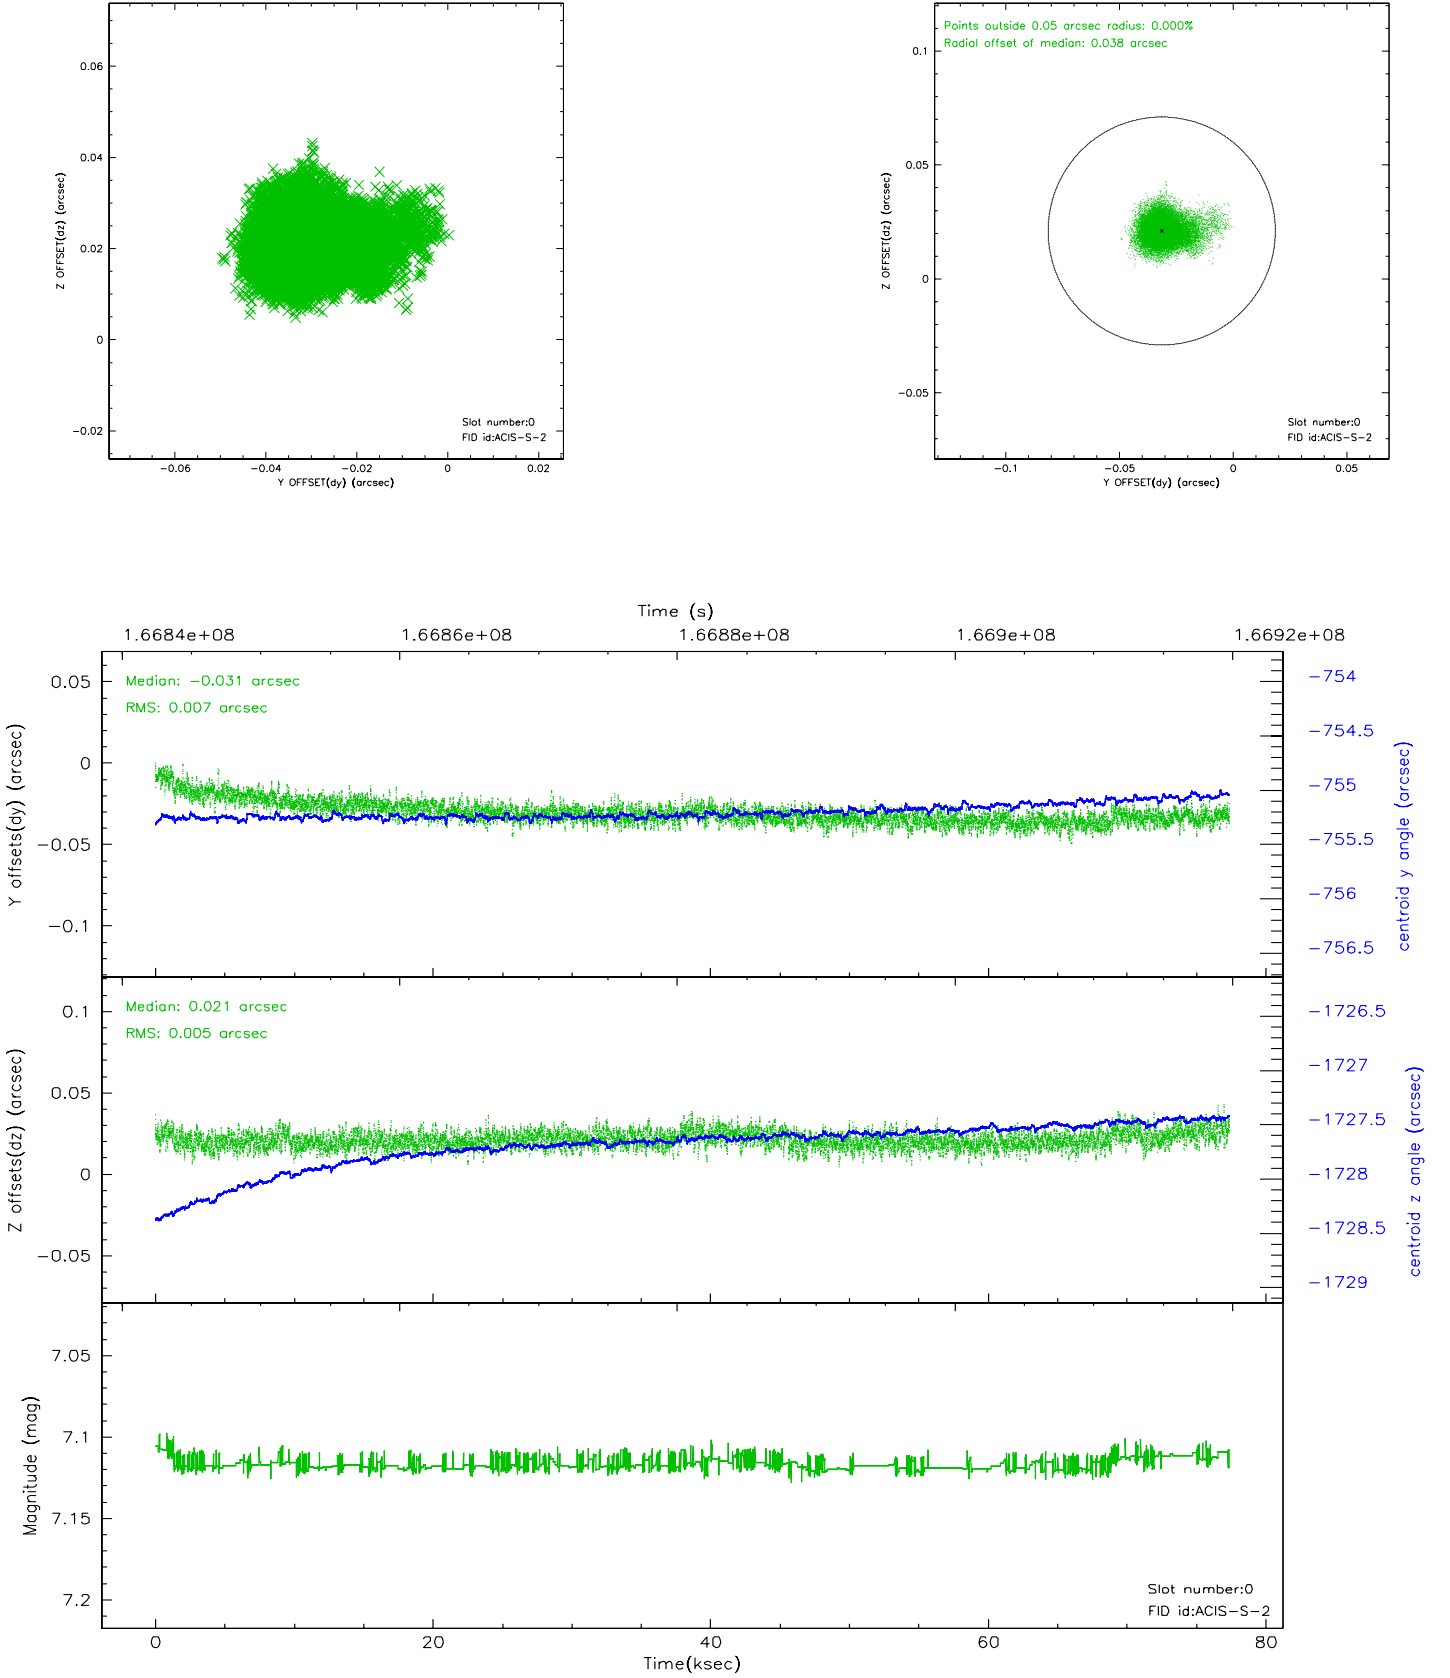 0.06
0.04
0.02
0
−0.02
Z OFFSET(dz) (arcsec)
−0.06 −0.04 −0.02 0 0.02
Y OFFSET(dy) (arcsec)
Slot number:0
FID id:ACIS−S−2
Points outside 0.05 arcsec radius: 0.000%
Radial offset of median: 0.038 arcsec
0.1
0.05
0
−0.05
Z OFFSET(dz) (arcsec)
−0.1 −0.05 0 0.05
Y OFFSET(dy) (arcsec)
Slot number:0
FID id:ACIS−S−2
Time (s)
1.6684e+08 1.6686e+08 1.6688e+08 1.669e+08 1.6692e+08
Median: −0.031 arcsec
RMS: 0.007 arcsec
0.05
0
−0.05
−0.1
Y offsets(dy) (arcsec)
−754
−754.5
−755
−755.5
−756
−756.5
centroid y angle (arcsec)
Median: 0.021 arcsec
RMS: 0.005 arcsec
0.1
0.05
0
−0.05
Z offsets(dz) (arcsec)
−1726.5
−1727
−1727.5
−1728
−1728.5
−1729
centroid z angle (arcsec)
7.05
7.1
7.15
7.2
Magnitude (mag)
Slot number:0
FID id:ACIS−S−2
0 20 40 60 80
Time(ksec)